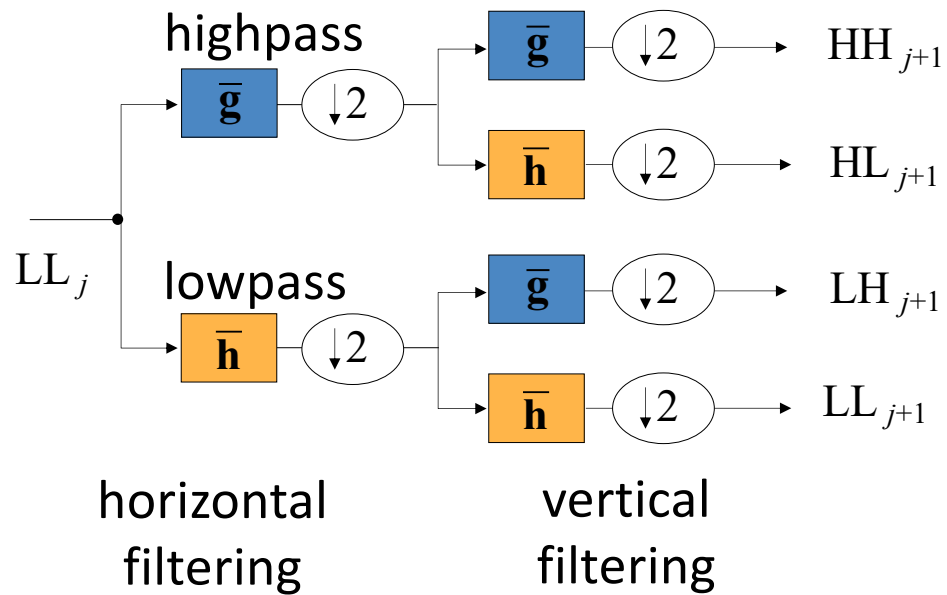 highpass
g̅
↓2
g̅
↓2
HH j+1
h̅
↓2
HL j+1
LL j
lowpass
h̅
↓2
g̅
↓2
LH j+1
h̅
↓2
LL j+1
horizontal
filtering
vertical
filtering